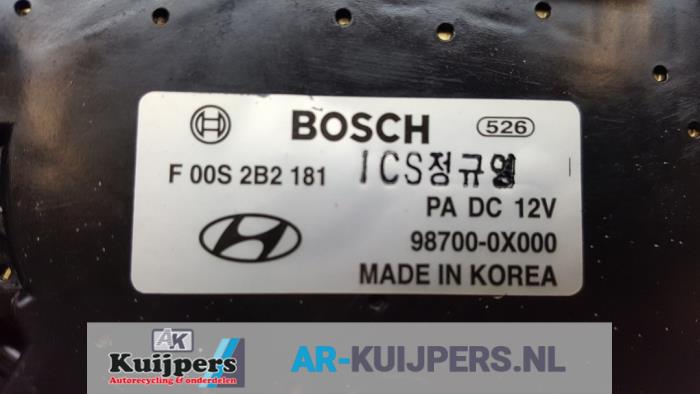 BOSCH 526
F 00S 2B2 181 ICS정규영
PA DC 12V
98700-0X000
MADE IN KOREA
AK
Kuijpers
Autorecycling & onderdelen
AR-KUIJPERS.NL